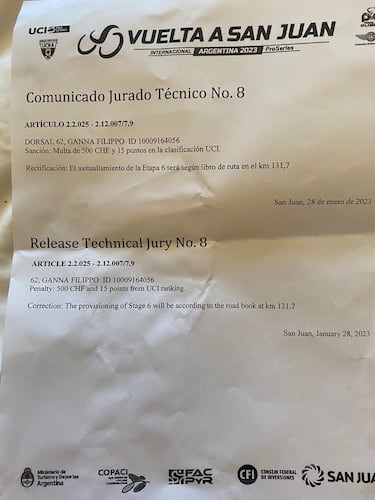 UCI
VUELTA A SAN JUAN
INTERNACIONAL ARGENTINA 2023 ProSeries
Comunicado Jurado Técnico No. 8
ARTÍCULO 2.2.025 - 2.12.007/7.9
DORSAL 62, GANNA FILIPPO ID 10009164056
Sanción: Multa de 500 CHF y 15 puntos en la clasificación UCI.
Rectificación: El avituallamiento de la Etapa 6 será según libro de ruta en el km 131,7
San Juan, 28 de enero de 2023
Release Technical Jury No. 8
ARTICLE 2.2.025 - 2.12.007/7.9
62, GANNA FILIPPO ID 10009164056
Penalty: 500 CHF and 15 points from UCI ranking.
Correction: The provisioning of Stage 6 will be according to the road book at km 131.7
San Juan, January 28, 2023
Ministerio de
Turismo y Deportes
Argentina
COPACI
FAC
PYR
CFI
CONSEJO FEDERAL
DE INVERSIONES
SAN JUA